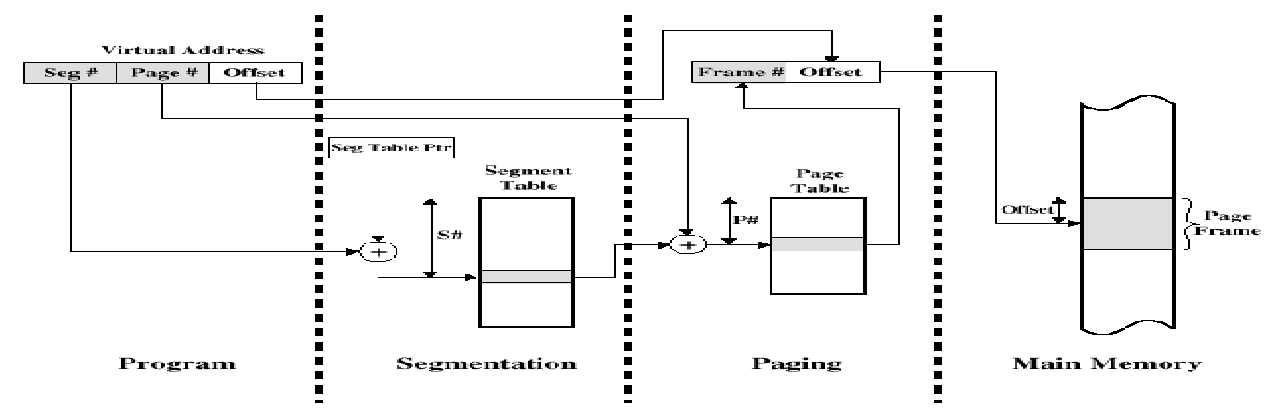 Virtual Address
Seg # Page # Offset
Frame # Offset
Seg Table Ptr
Segment
Table
Page
Table
S#
P#
+
+
Offset
Page
Frame
Program Segmentation Paging Main Memory